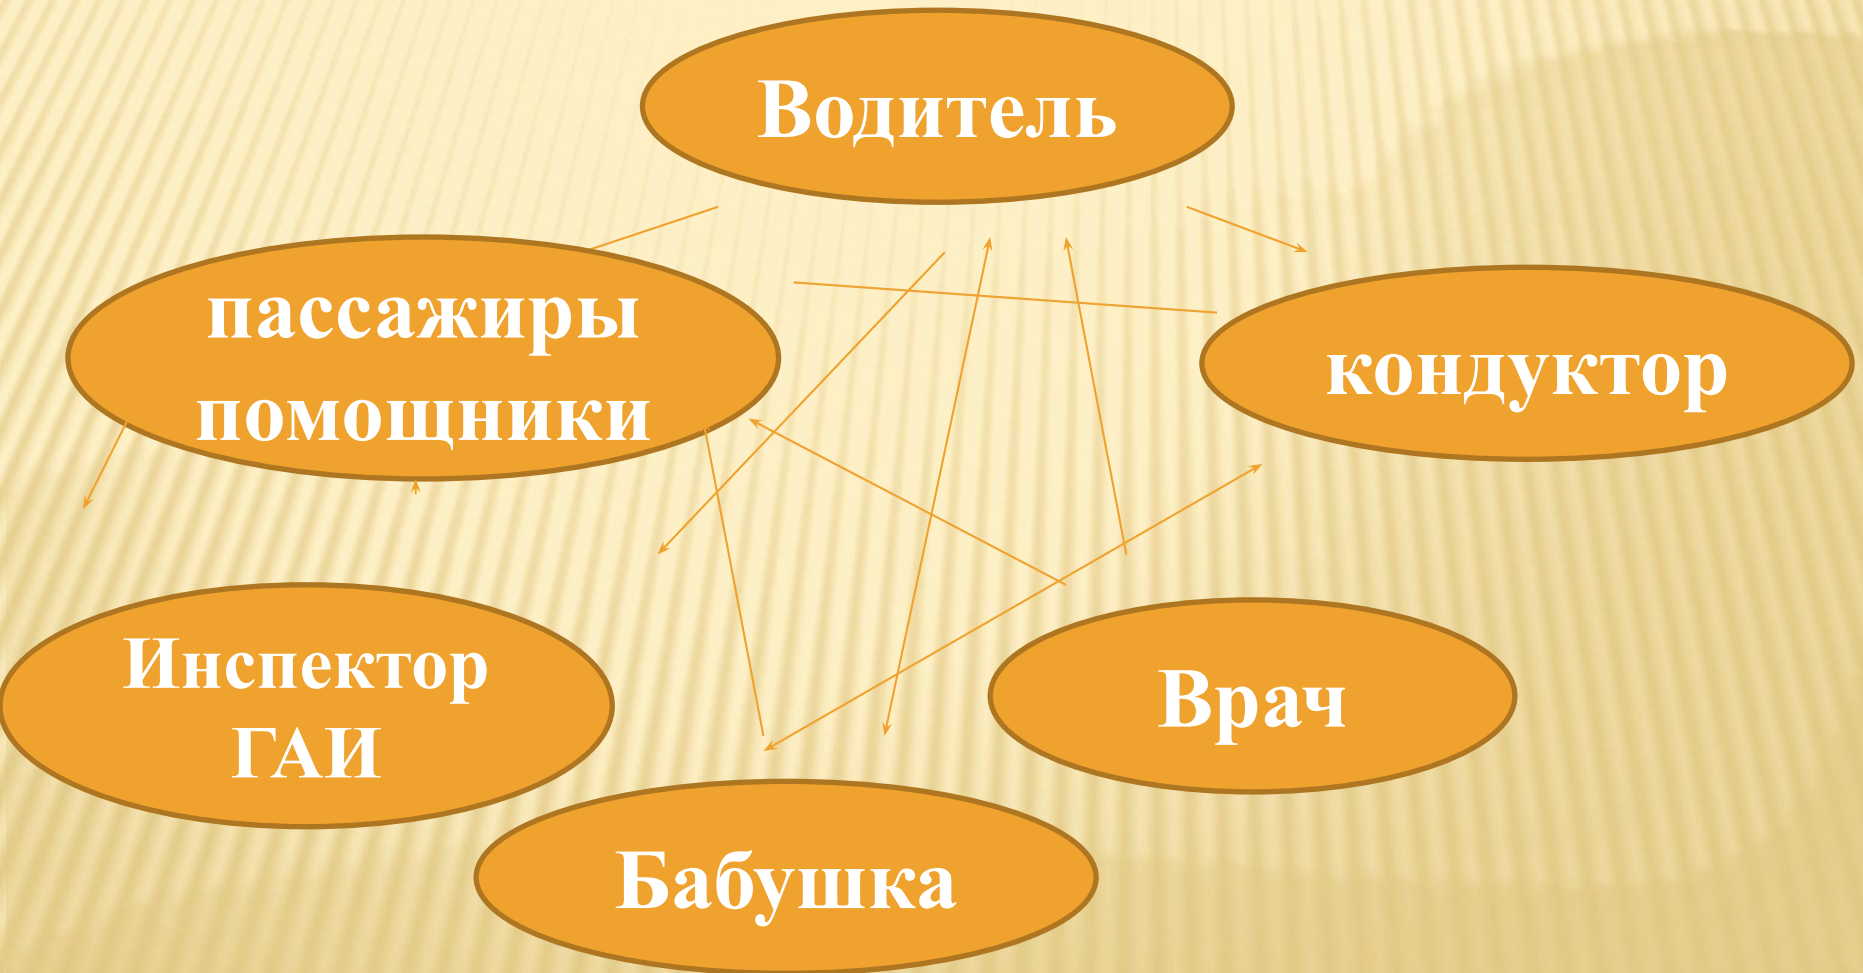 Водитель
пассажиры
помощники
кондуктор
Инспектор
ГАИ
Врач
Бабушка